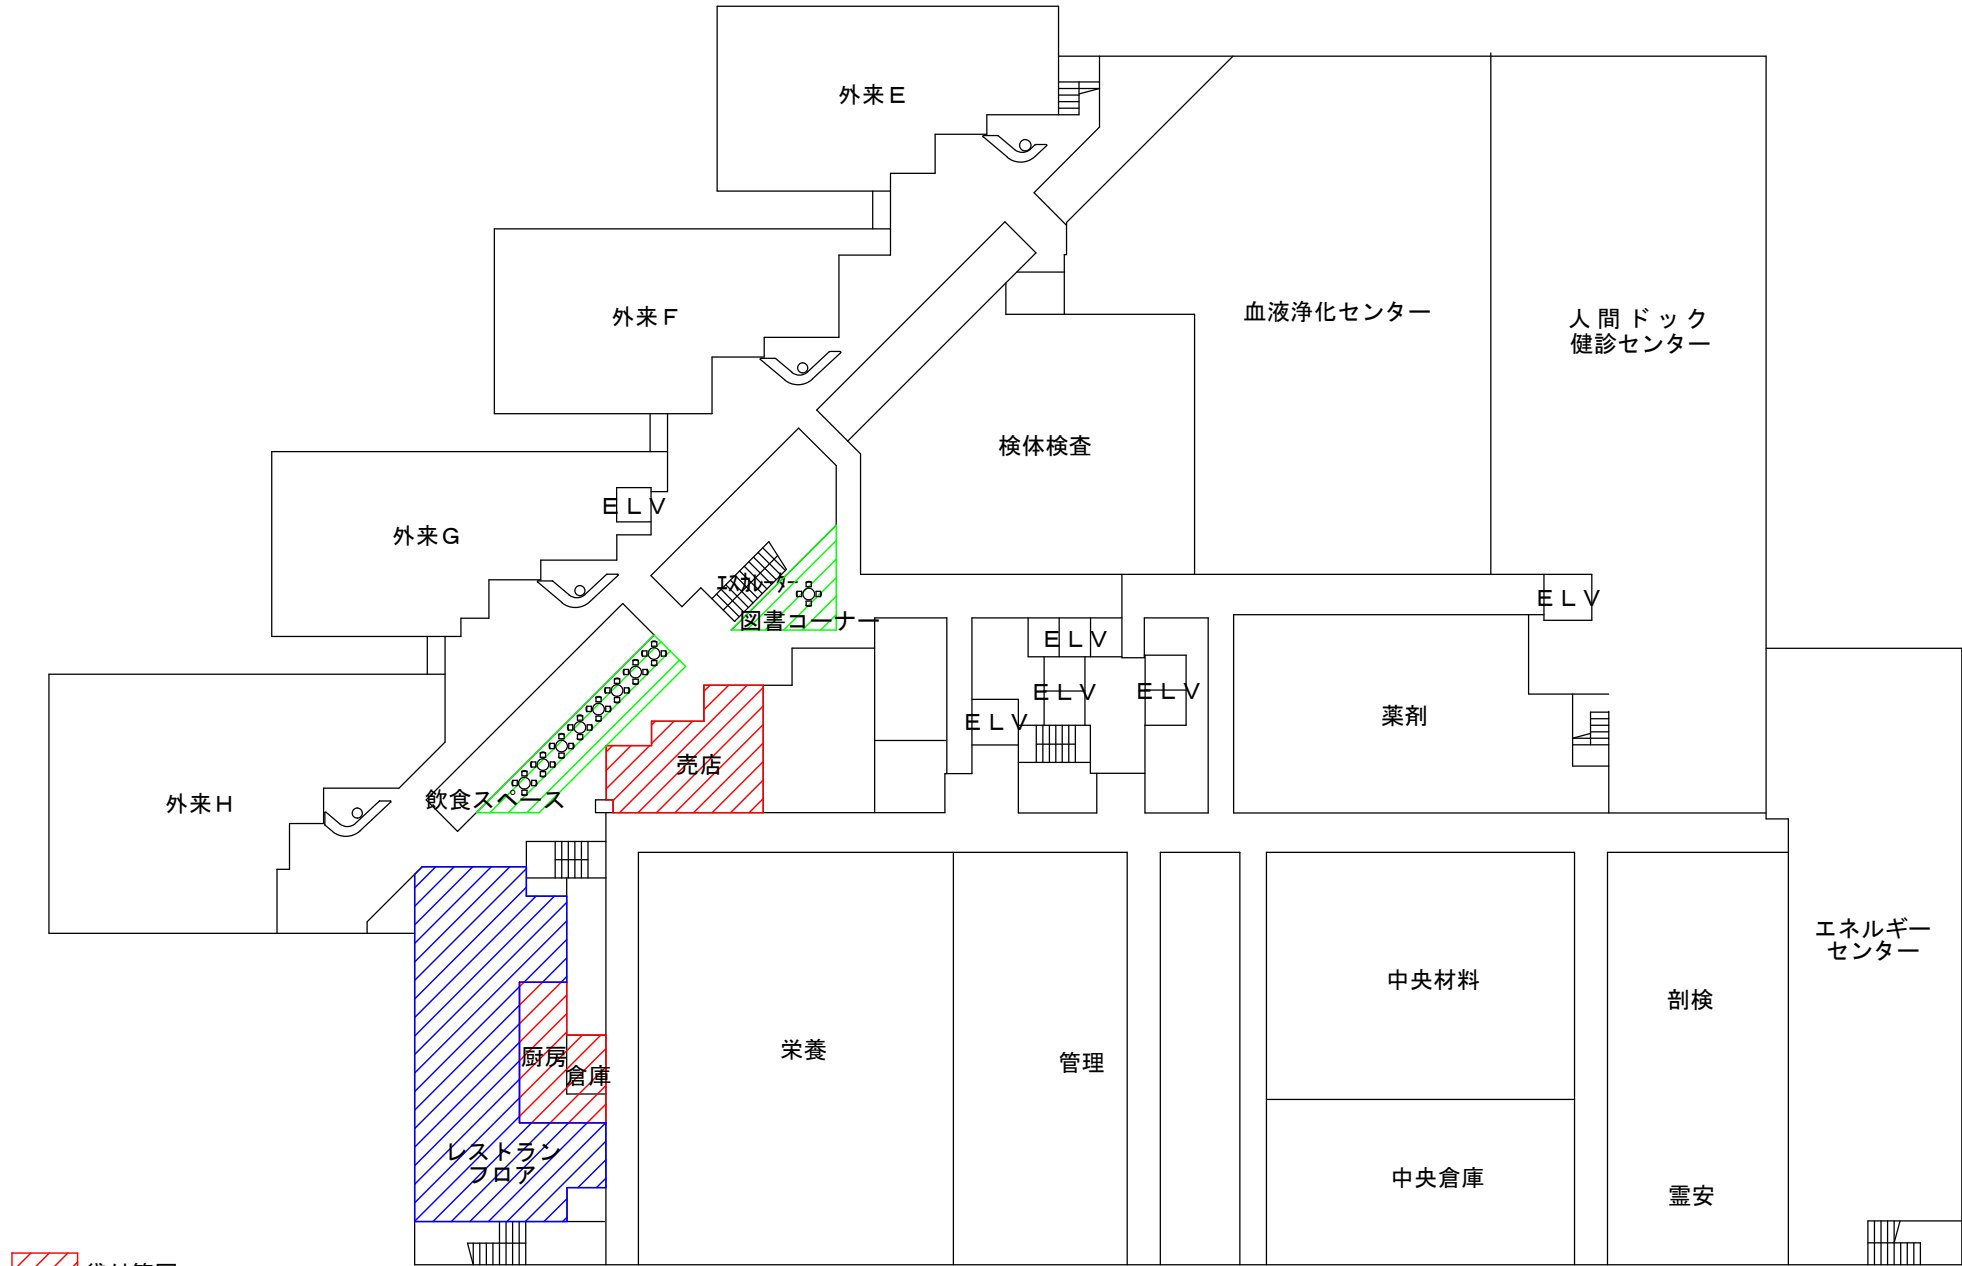 外来E
外来F
血液浄化センター
人間ドック
健診センター
検体検査
外来G
ELV
エスカレーター
図書コーナー
ELV
ELV
ELV
ELV
ELV
薬剤
売店
飲食スペース
外来H
エネルギー
センター
中央材料
剖検
栄養
管理
厨房
倉庫
レストラン
フロア
中央倉庫
霊安